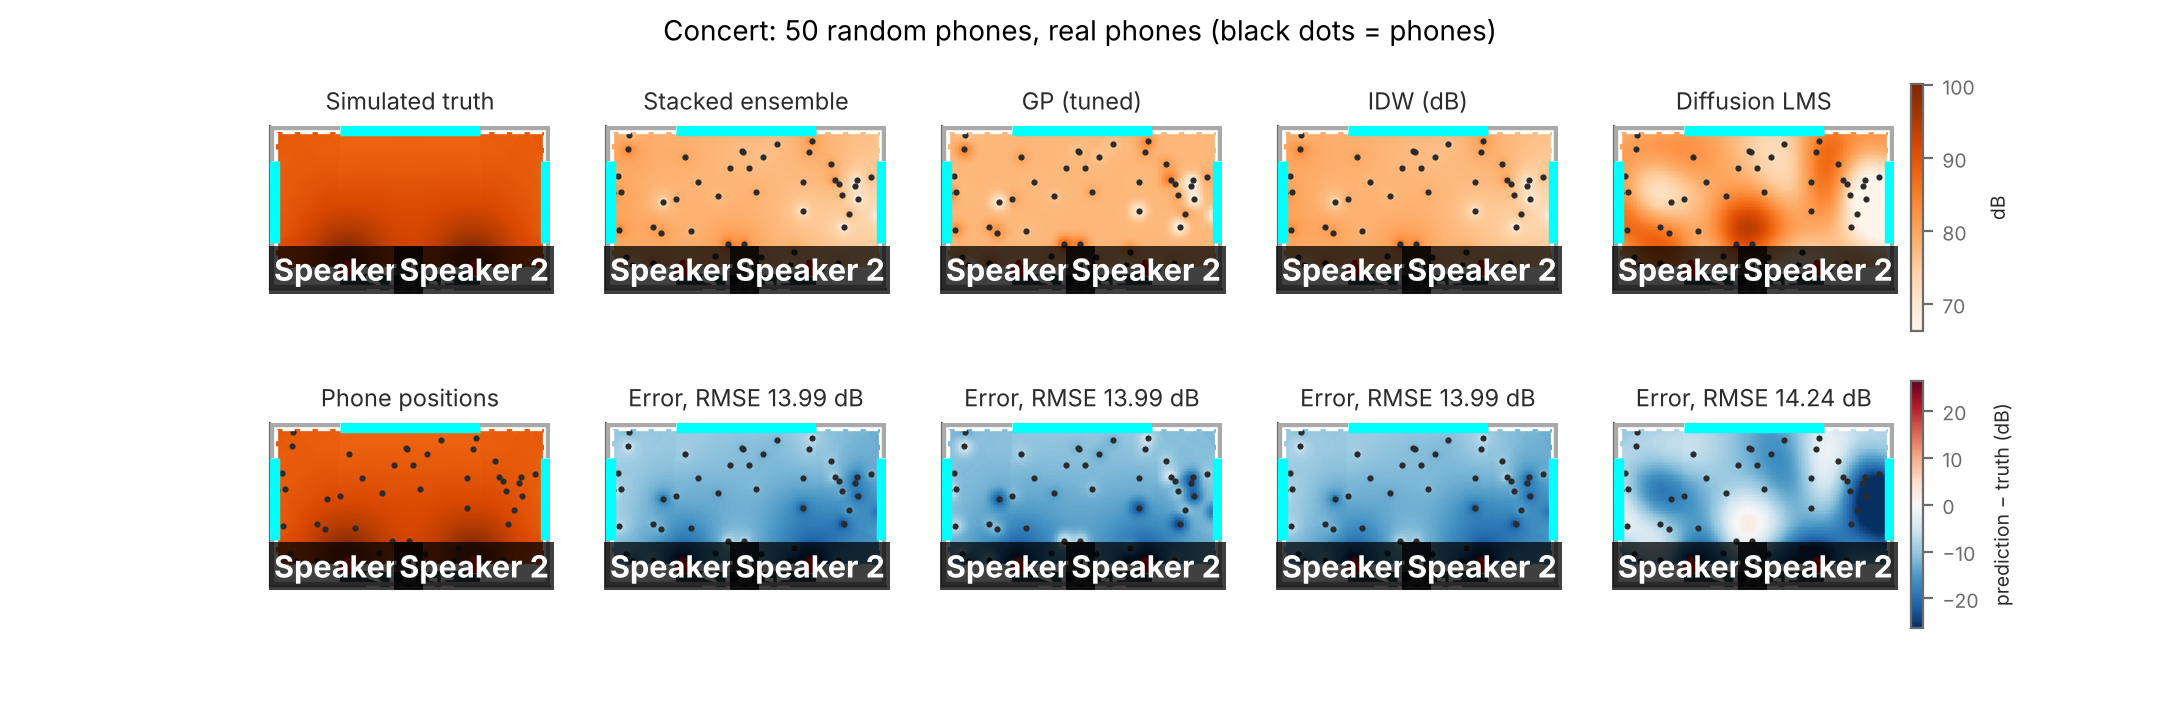 Concert: 50 random phones, real phones (black dots = phones)
Simulated truth
Stacked ensemble
GP (tuned)
IDW (dB)
Diffusion LMS
Speaker Speaker 2
Speaker Speaker 2
Speaker Speaker 2
Speaker Speaker 2
Speaker Speaker 2
100
90
80
70
dB
Phone positions
Error, RMSE 13.99 dB
Error, RMSE 13.99 dB
Error, RMSE 13.99 dB
Error, RMSE 14.24 dB
Speaker Speaker 2
Speaker Speaker 2
Speaker Speaker 2
Speaker Speaker 2
Speaker Speaker 2
20
10
0
−10
−20
prediction − truth (dB)